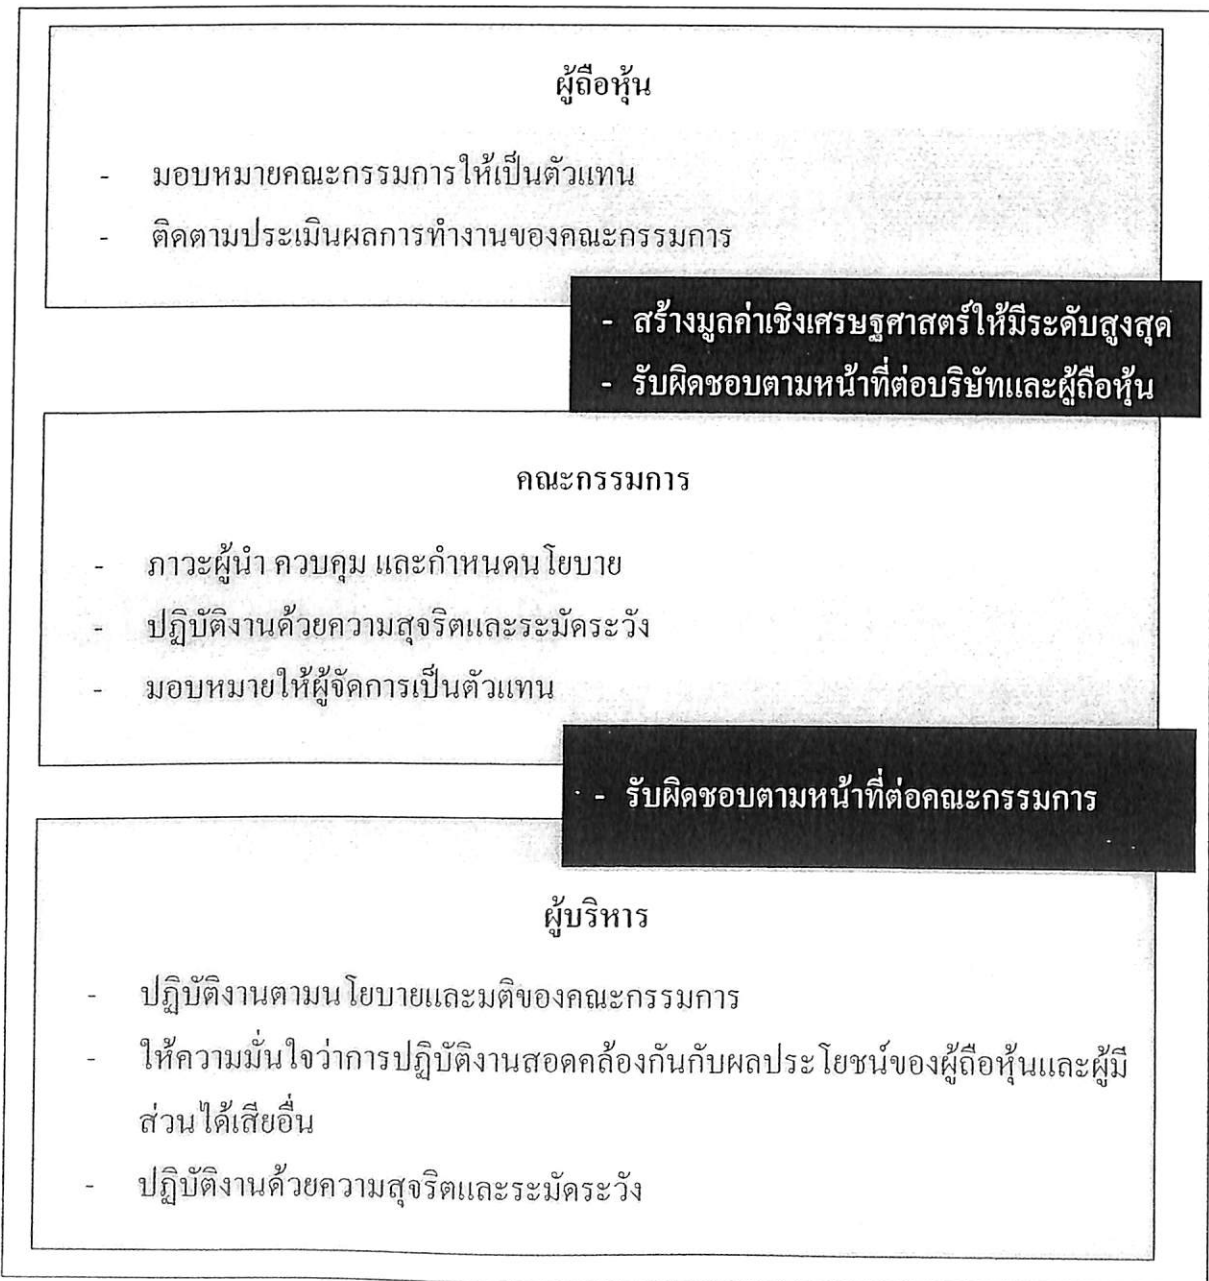 ผู้ถือหุ้น
- มอบหมายคณะกรรมการให้เป็นตัวแทน
- ติดตามประเมินผลการทำงานของคณะกรรมการ
- สร้างมูลค่าเชิงเศรษฐศาสตร์ให้มีระดับสูงสุด
- รับผิดชอบตามหน้าที่ต่อบริษัทและผู้ถือหุ้น
คณะกรรมการ
- ภาวะผู้นำ ควบคุม และกำหนดนโยบาย
- ปฏิบัติงานด้วยความสุจริตและระมัดระวัง
- มอบหมายให้ผู้จัดการเป็นตัวแทน
- รับผิดชอบตามหน้าที่ต่อคณะกรรมการ
ผู้บริหาร
- ปฏิบัติงานตามนโยบายและมติของคณะกรรมการ
- ให้ความมั่นใจว่าการปฏิบัติงานสอดคล้องกันกับผลประโยชน์ของผู้ถือหุ้นและผู้มี
ส่วนได้เสียอื่น
- ปฏิบัติงานด้วยความสุจริตและระมัดระวัง